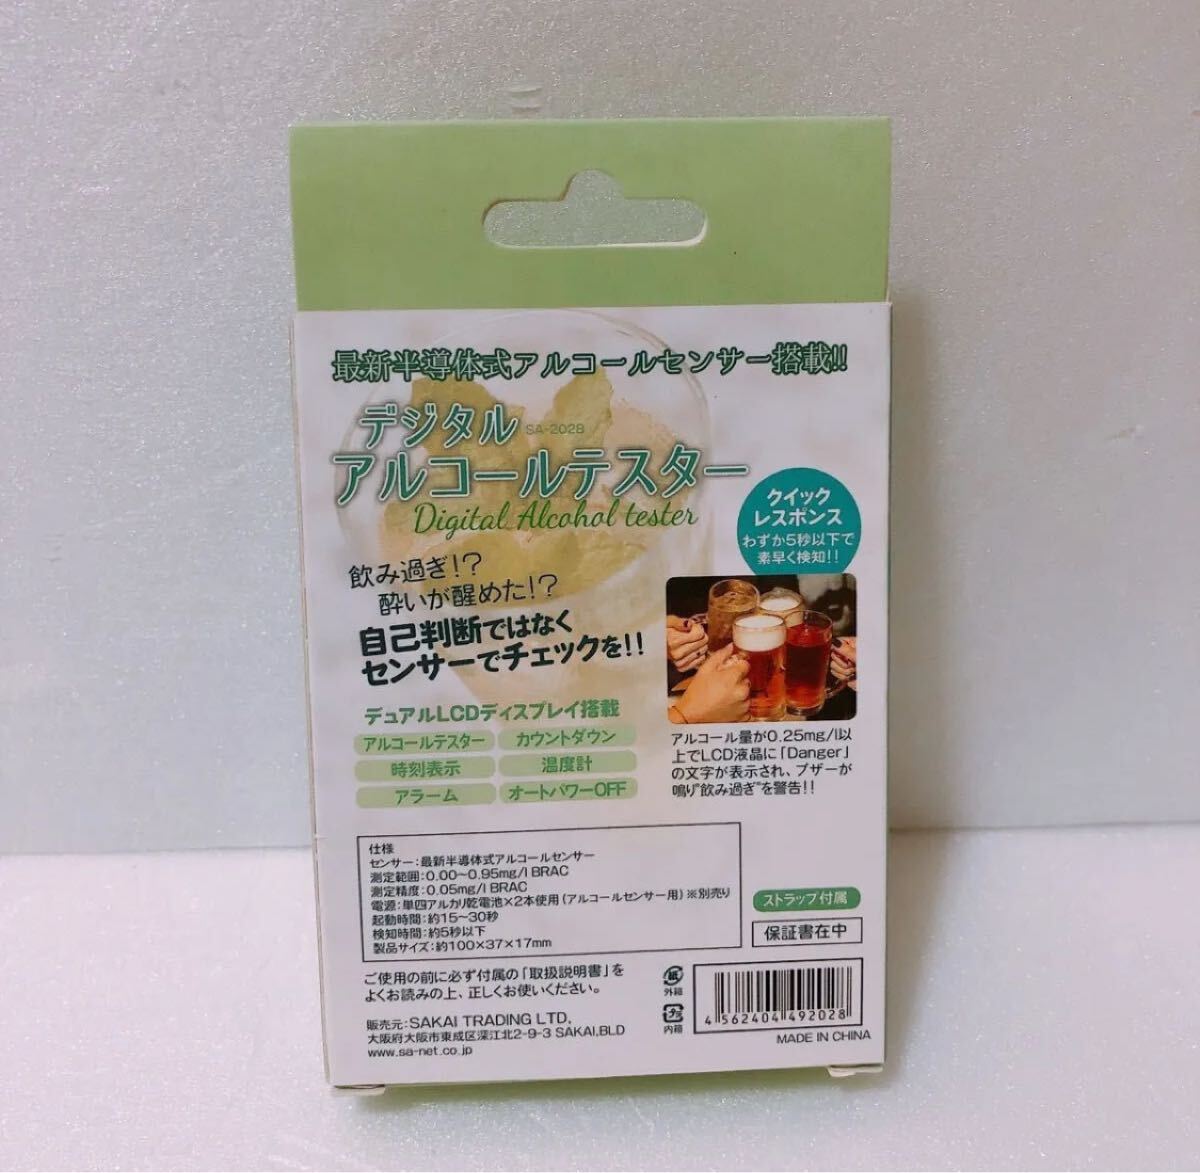 最新半導体式アルコールセンサー搭載!!
デジタル SA-2028
アルコールテスター
Digital Alcohol tester
クイック
レスポンス
わずか5秒以下で
素早く検知!!
飲み過ぎ!?
酔いが醒めた!?
自己判断ではなく
センサーでチェックを!!
デュアルLCDディスプレイ搭載
アルコールテスター カウントダウン
時刻表示 温度計
アラーム オートパワーOFF
アルコール量が0.25mg/l以
上でLCD液晶に「Danger」
の文字が表示され、ブザーが
鳴り"飲み過ぎ"を警告!!
仕様
センサー:最新半導体式アルコールセンサー
測定範囲:0.00~0.95mg/l BRAC
測定精度:0.05mg/l BRAC
電源:単四アルカリ乾電池×2本使用(アルコールセンサー用)※別売り
起動時間:約15~30秒
検知時間:約5秒以下
製品サイズ:約100×37×17mm
ストラップ付属
保証書在中
ご使用の前に必ず付属の「取扱説明書」を
よくお読みの上、正しくお使いください。
販売元:SAKAI TRADING LTD,
大阪府大阪市東成区深江北2-9-3 SAKAI,BLD
www.sa-net.co.jp
紙
外箱
プラ
内箱
4 562404 492028
MADE IN CHINA